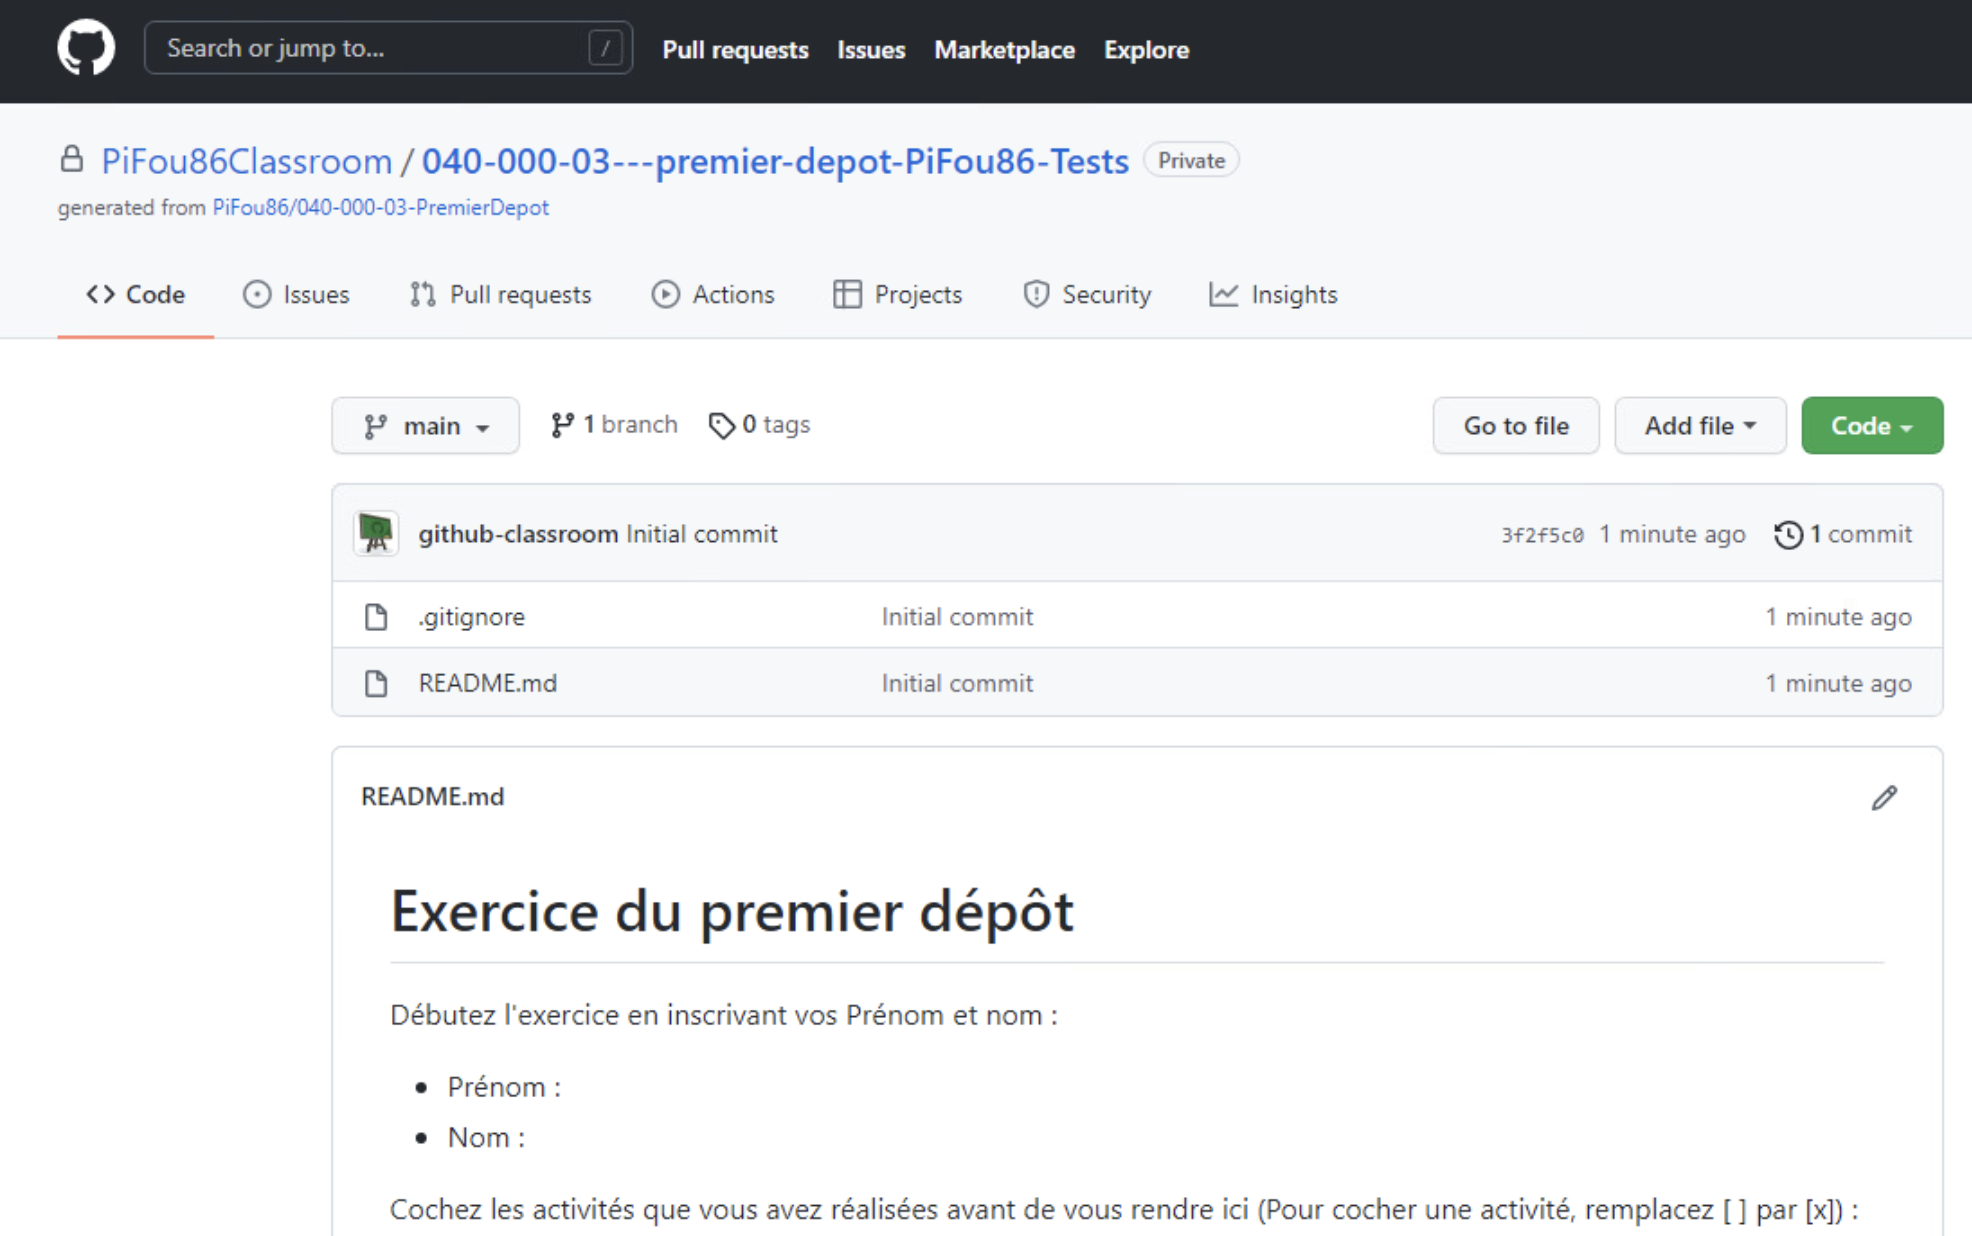 Search or jump to... / Pull requests Issues Marketplace Explore
PiFou86Classroom / 040-000-03---premier-depot-PiFou86-Tests Private
generated from PiFou86/040-000-03-PremierDepot
Code Issues Pull requests Actions Projects Security Insights
main 1 branch 0 tags Go to file Add file Code
github-classroom Initial commit 3f2f5c0 1 minute ago 1 commit
.gitignore Initial commit 1 minute ago
README.md Initial commit 1 minute ago
README.md
Exercice du premier dépôt
Débutez l'exercice en inscrivant vos Prénom et nom :
• Prénom :
• Nom :
Cochez les activités que vous avez réalisées avant de vous rendre ici (Pour cocher une activité, remplacez [ ] par [x]) :